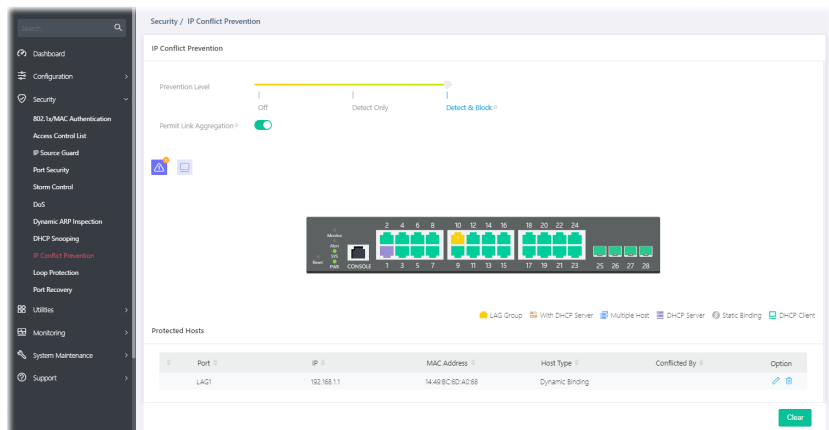 Security / IP Conflict Prevention
Search
Dashboard
Configuration
Security
802.1x/MAC Authentication
Access Control List
IP Source Guard
Port Security
Storm Control
DoS
Dynamic ARP Inspection
DHCP Snooping
IP Conflict Prevention
Loop Protection
Port Recovery
Utilities
Monitoring
System Maintenance
Support
IP Conflict Prevention
Prevention Level
Off
Detect Only
Detect & Block
Permit Link Aggregation
2 4 6 8 10 12 14 16 18 20 22 24
Monitor
Alert
SYS
Reset PWR CONSOLE 1 3 5 7 9 11 13 15 17 19 21 23 25 26 27 28
LAG Group With DHCP Server Multiple Host DHCP Server Static Binding DHCP Client
Protected Hosts
Port IP MAC Address Host Type Conflicted By Option
LAG1 192.168.1.1 14:49:BC:6D:A0:68 Dynamic Binding
Clear